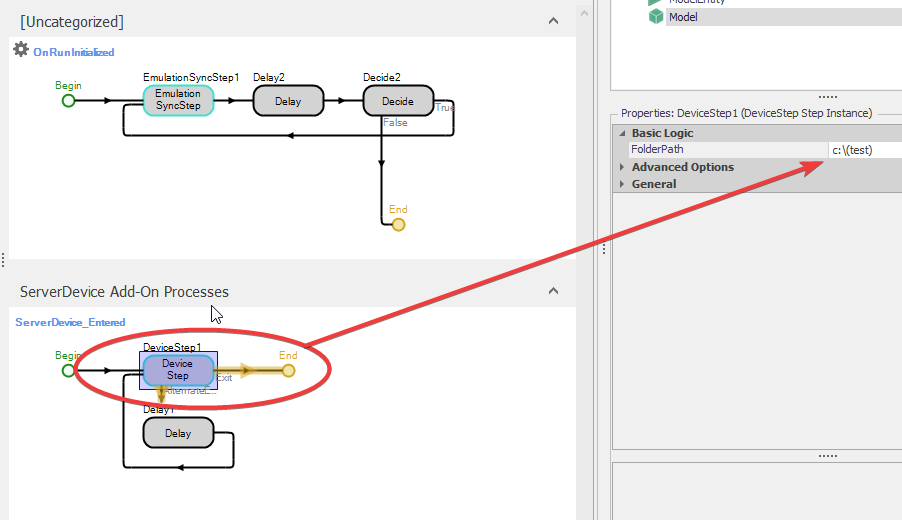 [Uncategorized]
OnRunInitialized
Begin
EmulationSyncStep1
Delay2
Decide2
Emulation
SyncStep
Delay
Decide
True
False
End
ServerDevice Add-On Processes
ServerDevice_Entered
Begin
DeviceStep1
Device
Step
Exit
End
AlternateE...
Delay1
Delay
ModelEntity
Model
Properties: DeviceStep1 (DeviceStep Step Instance)
Basic Logic
FolderPath
c:\(test)
Advanced Options
General